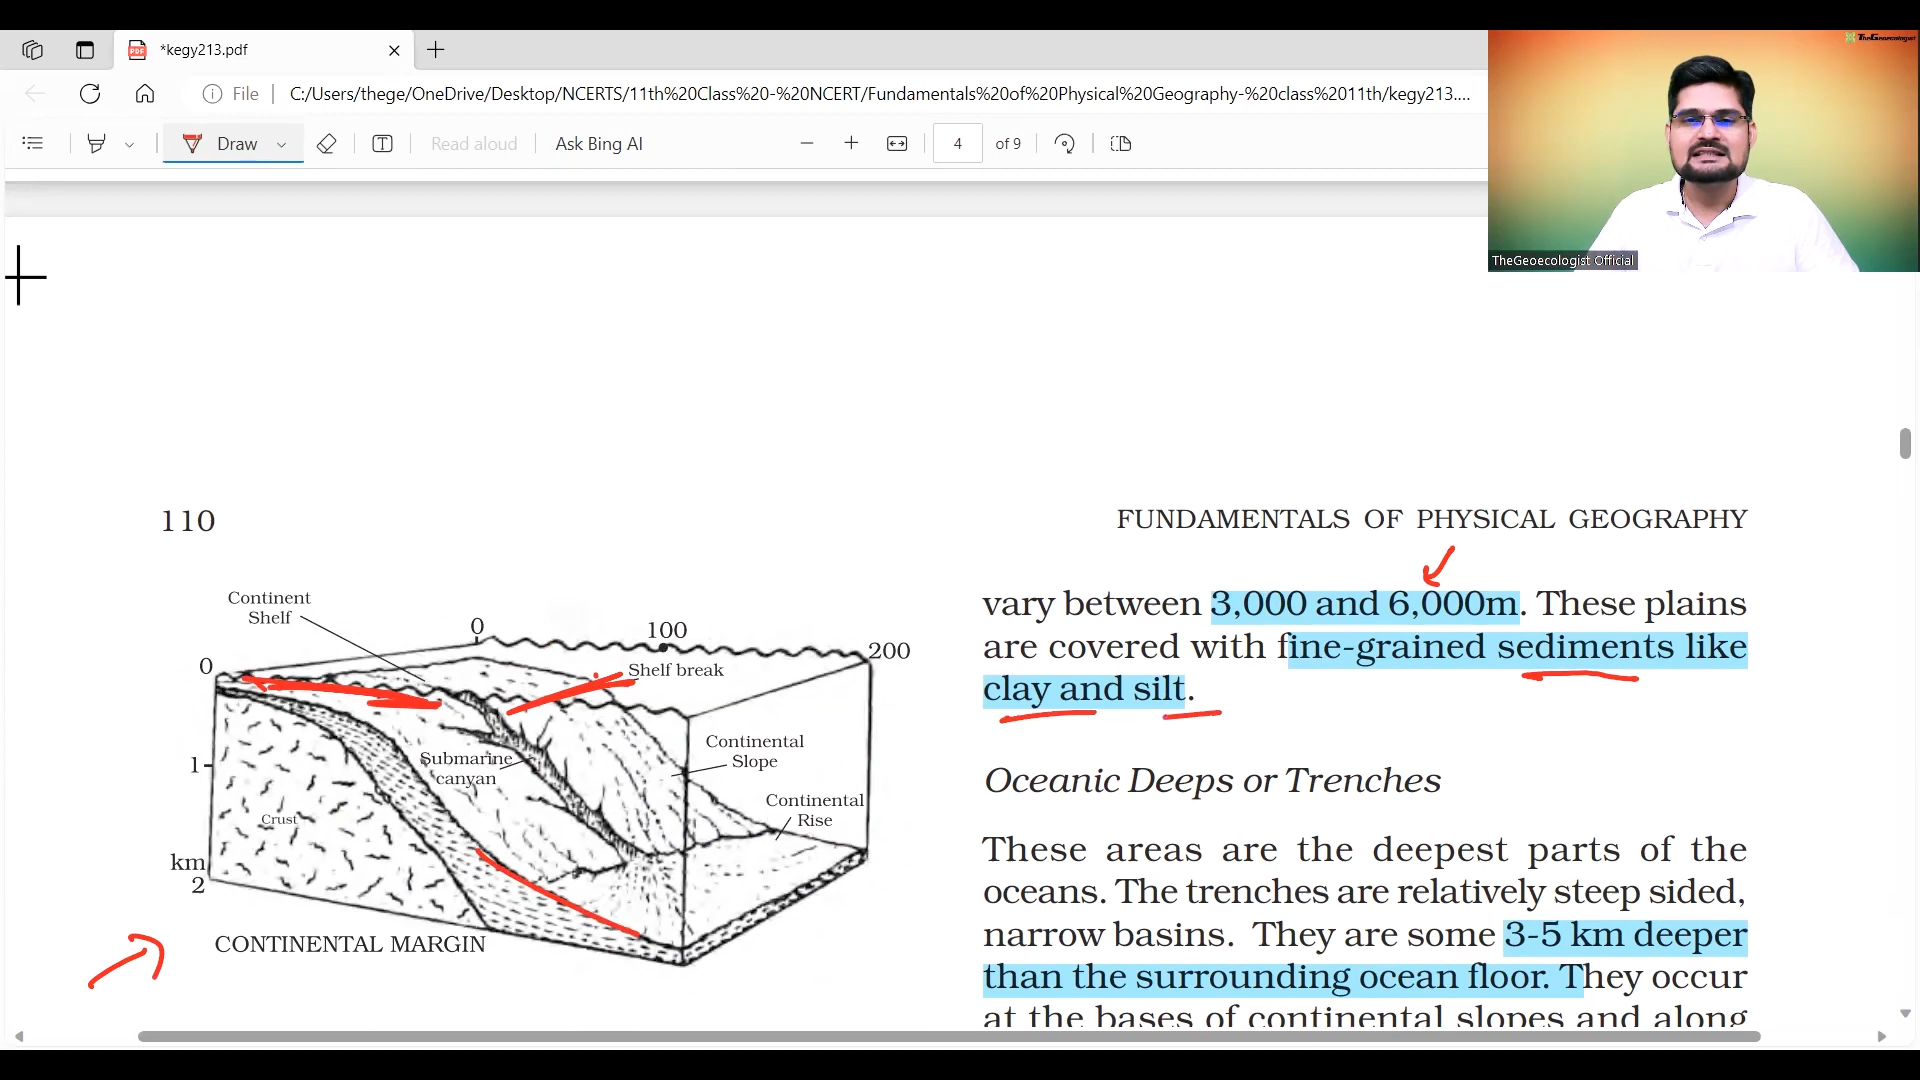 *kegy213.pdf
File
C:/Users/thege/OneDrive/Desktop/NCERTS/11th%20Class%20-%20NCERT/Fundamentals%20of%20Physical%20Geography-%20class%2011th/kegy213....
Draw
Read aloud
Ask Bing AI
4
of 9
TheGeoecologist
TheGeoecologist Official
110
FUNDAMENTALS OF PHYSICAL GEOGRAPHY
Continent
Shelf
0
100
200
0
Shelf break
Submarine
canyan
Continental
Slope
1
Continental
Rise
Crust
km
2
CONTINENTAL MARGIN
vary between 3,000 and 6,000m. These plains
are covered with fine-grained sediments like
clay and silt.
Oceanic Deeps or Trenches
These areas are the deepest parts of the
oceans. The trenches are relatively steep sided,
narrow basins. They are some 3-5 km deeper
than the surrounding ocean floor. They occur
at the bases of continental slopes and along